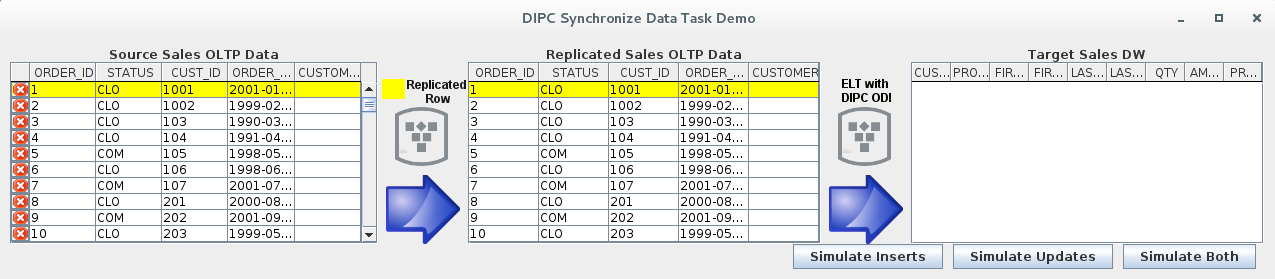 DIPC Synchronize Data Task Demo
Source Sales OLTP Data
ORDER_ID STATUS CUST_ID ORDER_... CUSTOM...
1 CLO 1001 2001-01...
2 CLO 1002 1999-02...
3 CLO 103 1990-03...
4 CLO 104 1991-04...
5 COM 105 1998-05...
6 CLO 106 1998-06...
7 COM 107 2001-07...
8 CLO 201 2000-08...
9 COM 202 2001-09...
10 CLO 203 1999-05...
Replicated
Row
Replicated Sales OLTP Data
ORDER_ID STATUS CUST_ID ORDER_... CUSTOMER
1 CLO 1001 2001-01...
2 CLO 1002 1999-02...
3 CLO 103 1990-03...
4 CLO 104 1991-04...
5 COM 105 1998-05...
6 CLO 106 1998-06...
7 COM 107 2001-07...
8 CLO 201 2000-08...
9 COM 202 2001-09...
10 CLO 203 1999-05...
ELT with
DIPC ODI
Target Sales DW
CUS... PRO... FIR... FIR... LAS... LAS... QTY AM... PR...
Simulate Inserts Simulate Updates Simulate Both